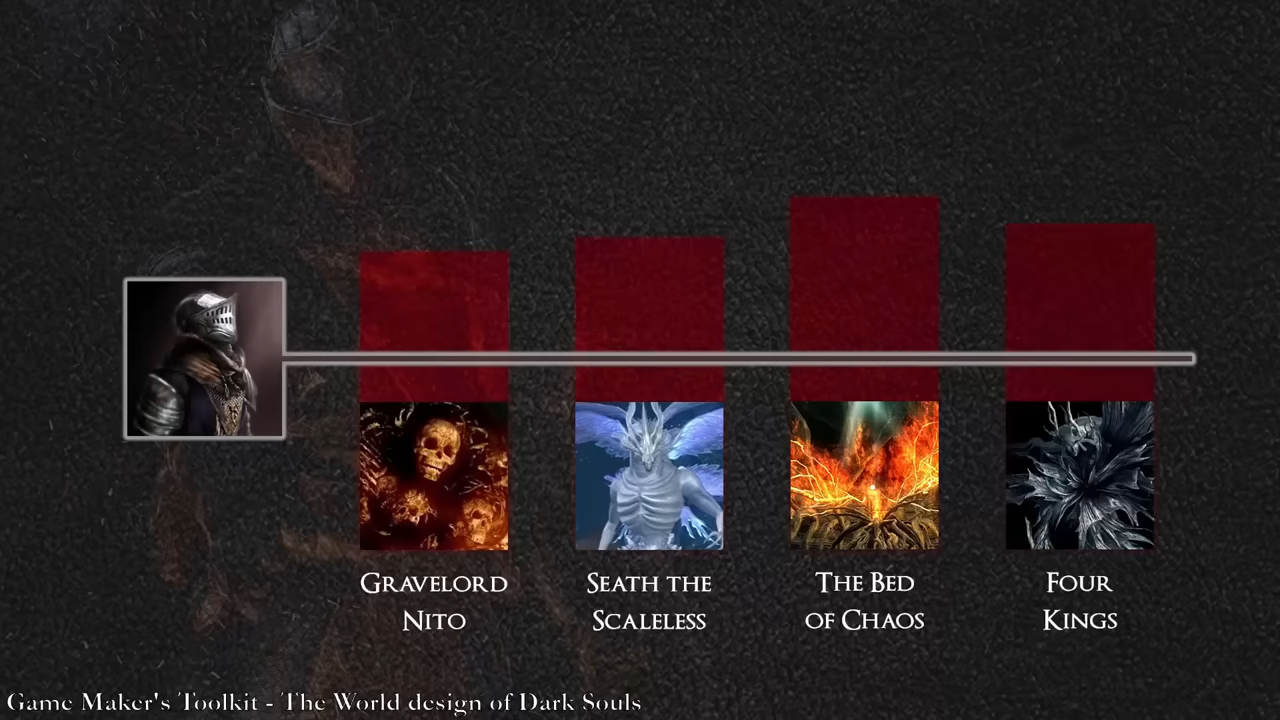 Gravelord
Nito
Seath the
Scaleless
The Bed
of Chaos
Four
Kings
Game Maker's Toolkit - The World design of Dark Souls